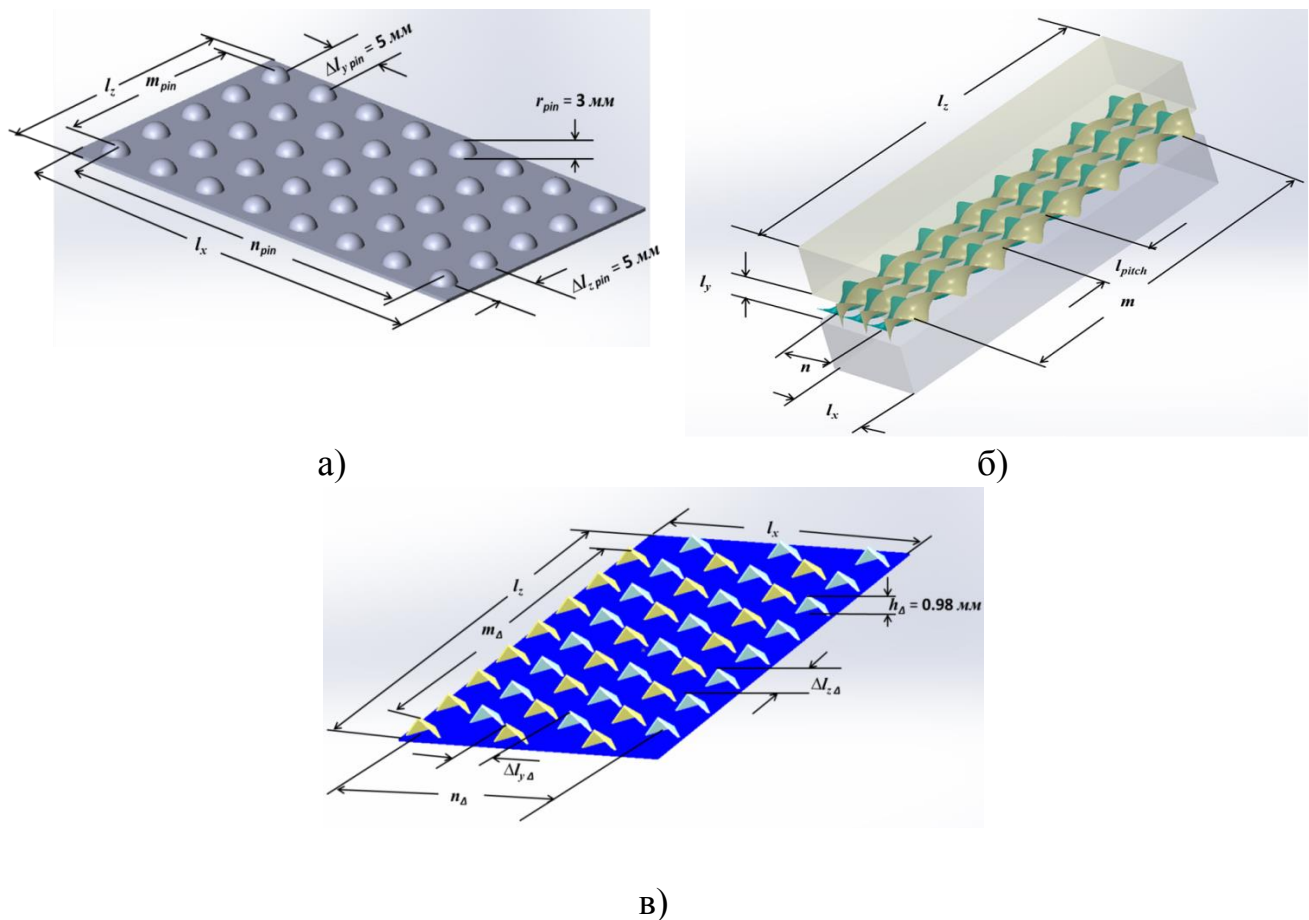 l_z
m_pin
Δl_y pin = 5 мм
r_pin = 3 мм
l_x
n_pin
Δl_z pin = 5 мм
а)
l_z
l_y
l_pitch
m
n
l_x
б)
l_x
l_z
m_Δ
h_Δ = 0.98 мм
Δl_z Δ
Δl_y Δ
n_Δ
в)